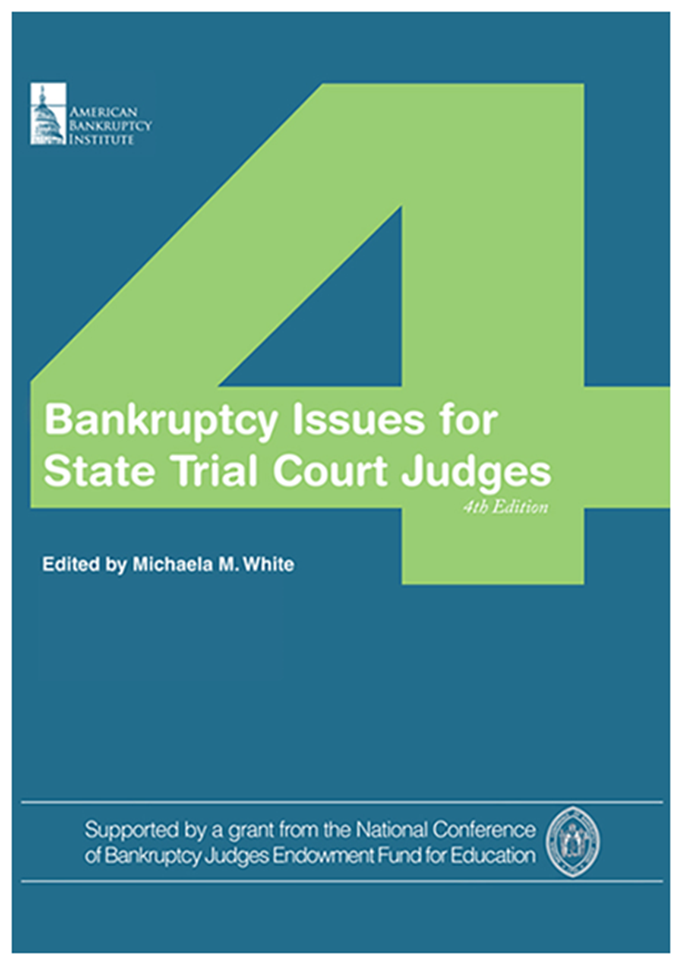 AMERICAN
BANKRUPTCY
INSTITUTE
4
Bankruptcy Issues for
State Trial Court Judges
4th Edition
Edited by Michaela M. White
Supported by a grant from the National Conference
of Bankruptcy Judges Endowment Fund for Education